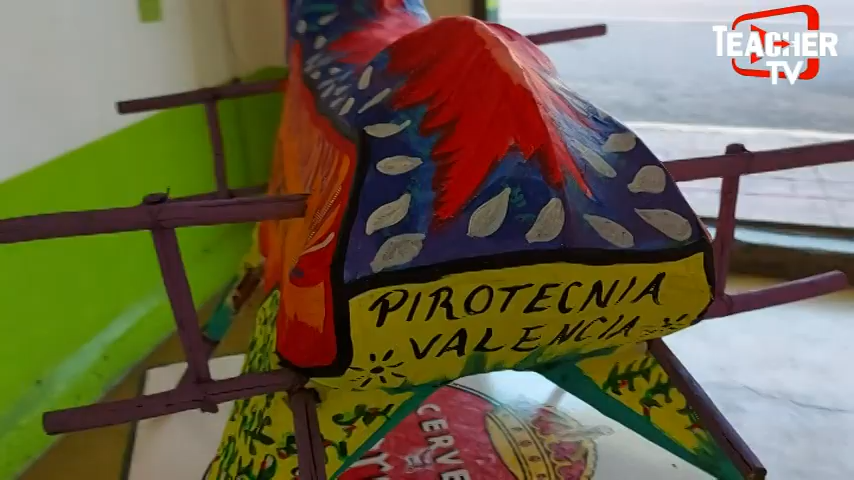 TEACHER
TV
PIROTECNIA
VALENCIA
CERVE